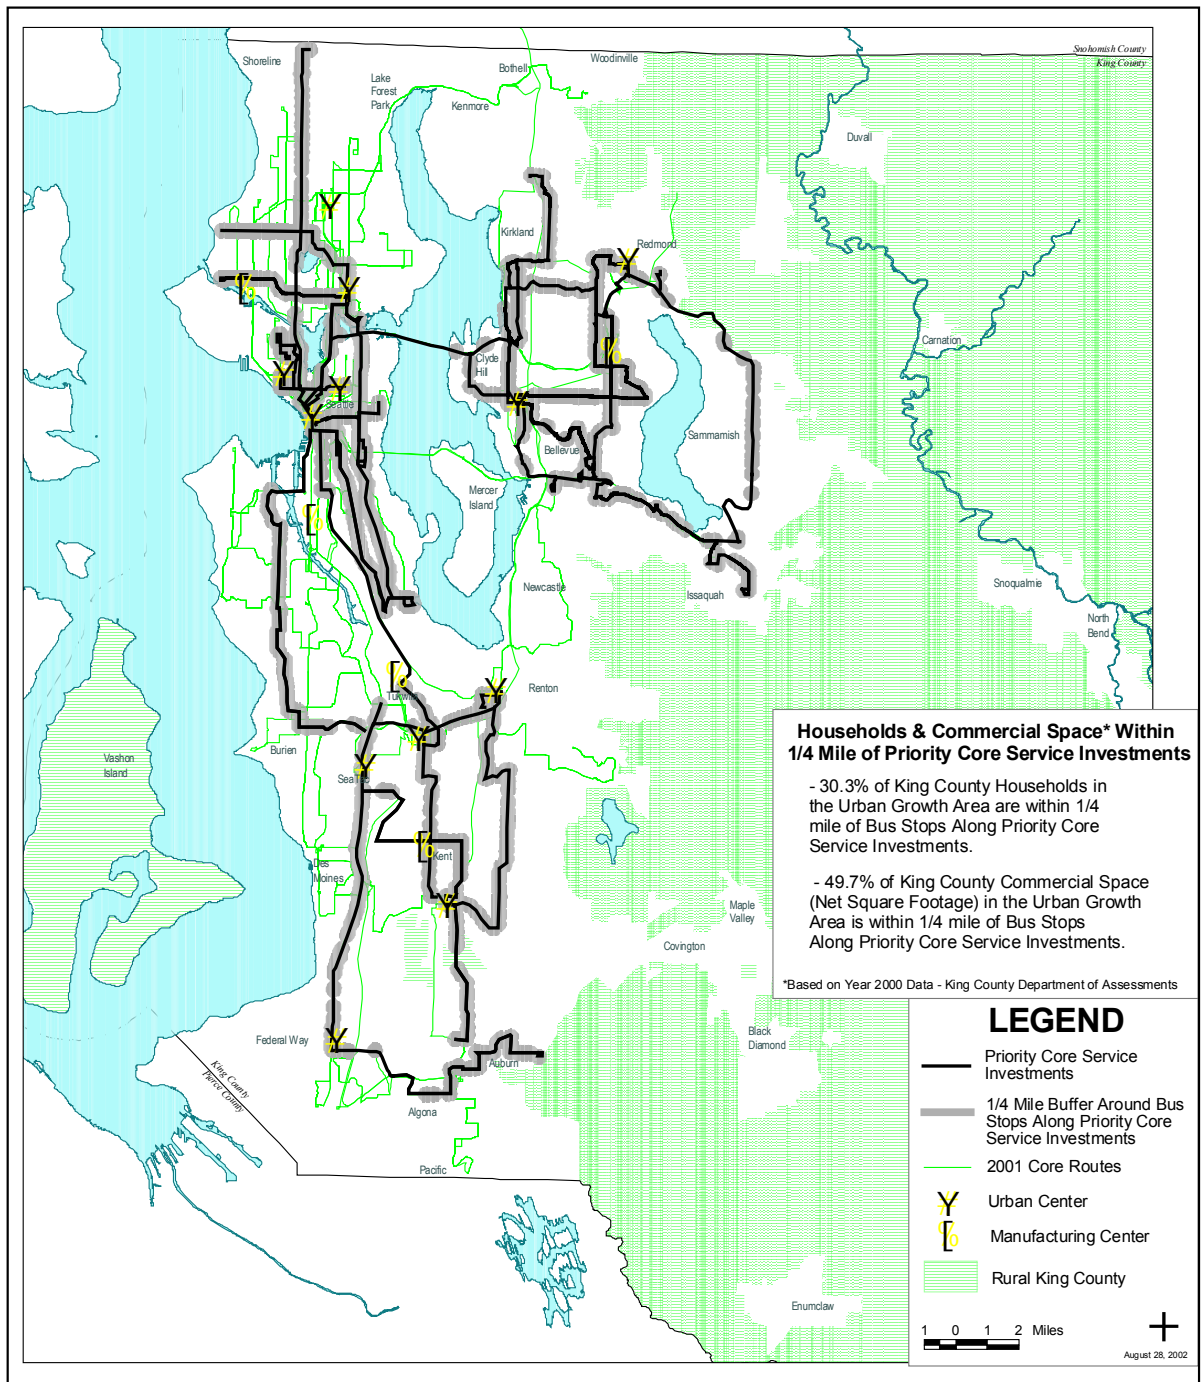 Snohomish County
King County
Shoreline
Woodinville
Bothell
Lake
Forest
Park
Kenmore
Duvall
Kirkland
Redmond
Carnation
Clyde
Hill
Seattle
Sammamish
Bellevue
Mercer
Island
Newcastle
Issaquah
Snoqualmie
North
Bend
Tukwila
Renton
Burien
Vashon
Island
SeaTac
Kent
Des
Moines
Maple
Valley
Covington
Federal Way
Black
Diamond
King County
Pierce County
Auburn
Algona
Pacific
Enumclaw
Households & Commercial Space* Within
1/4 Mile of Priority Core Service Investments
- 30.3% of King County Households in
the Urban Growth Area are within 1/4
mile of Bus Stops Along Priority Core
Service Investments.
- 49.7% of King County Commercial Space
(Net Square Footage) in the Urban Growth
Area is within 1/4 mile of Bus Stops
Along Priority Core Service Investments.
*Based on Year 2000 Data - King County Department of Assessments
LEGEND
Priority Core Service
Investments
1/4 Mile Buffer Around Bus
Stops Along Priority Core
Service Investments
2001 Core Routes
Urban Center
Manufacturing Center
Rural King County
1 0 1 2 Miles
August 28, 2002